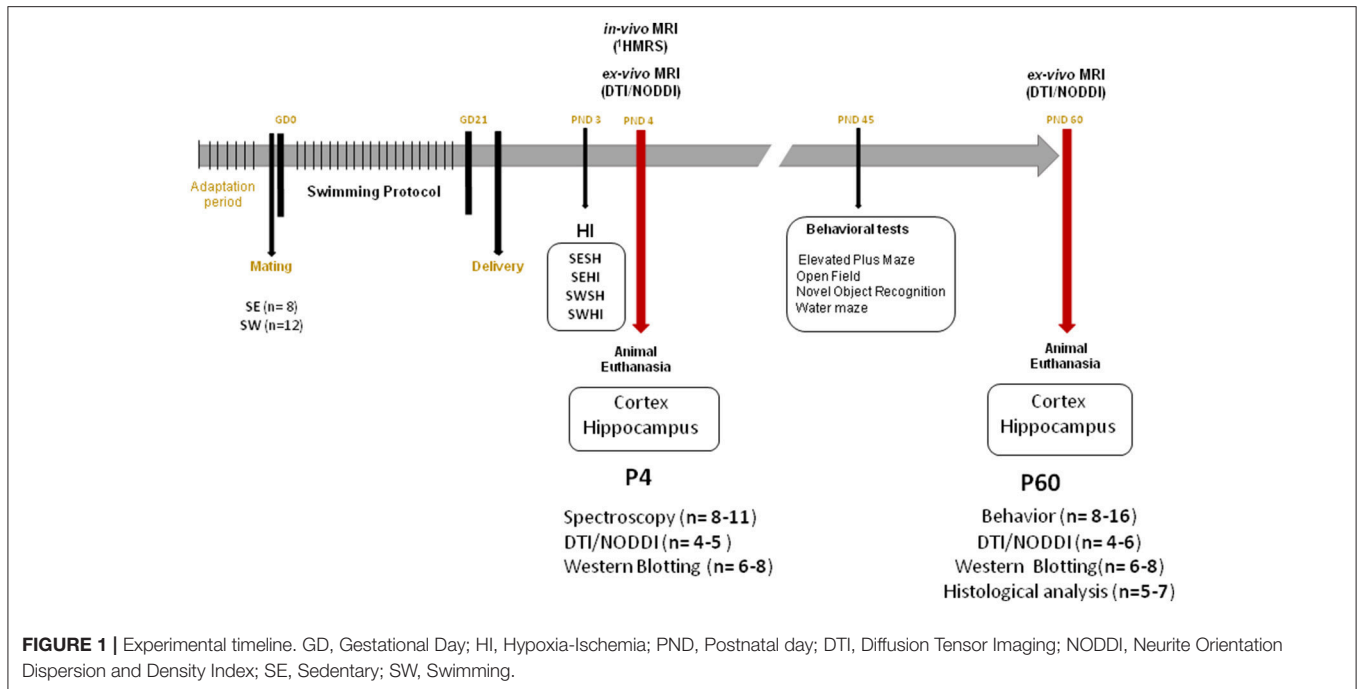 in-vivo MRI
(¹HMRS)
ex-vivo MRI
(DTI/NODDI)
ex-vivo MRI
(DTI/NODDI)
GD0
GD21
PND 3
PND 4
PND 45
PND 60
Adaptation
period
Swimming Protocol
Mating
Delivery
SE (n= 8)
SW (n=12)
HI
SESH
SEHI
SWSH
SWHI
Behavioral tests
Elevated Plus Maze
Open Field
Novel Object Recognition
Water maze
Animal
Euthanasia
Cortex
Hippocampus
P4
Spectroscopy (n= 8-11)
DTI/NODDI (n= 4-5 )
Western Blotting (n= 6-8)
Animal
Euthanasia
Cortex
Hippocampus
P60
Behavior (n= 8-16)
DTI/NODDI (n= 4-6)
Western Blotting(n= 6-8)
Histological analysis (n=5-7)
FIGURE 1 | Experimental timeline. GD, Gestational Day; HI, Hypoxia-Ischemia; PND, Postnatal day; DTI, Diffusion Tensor Imaging; NODDI, Neurite Orientation
Dispersion and Density Index; SE, Sedentary; SW, Swimming.